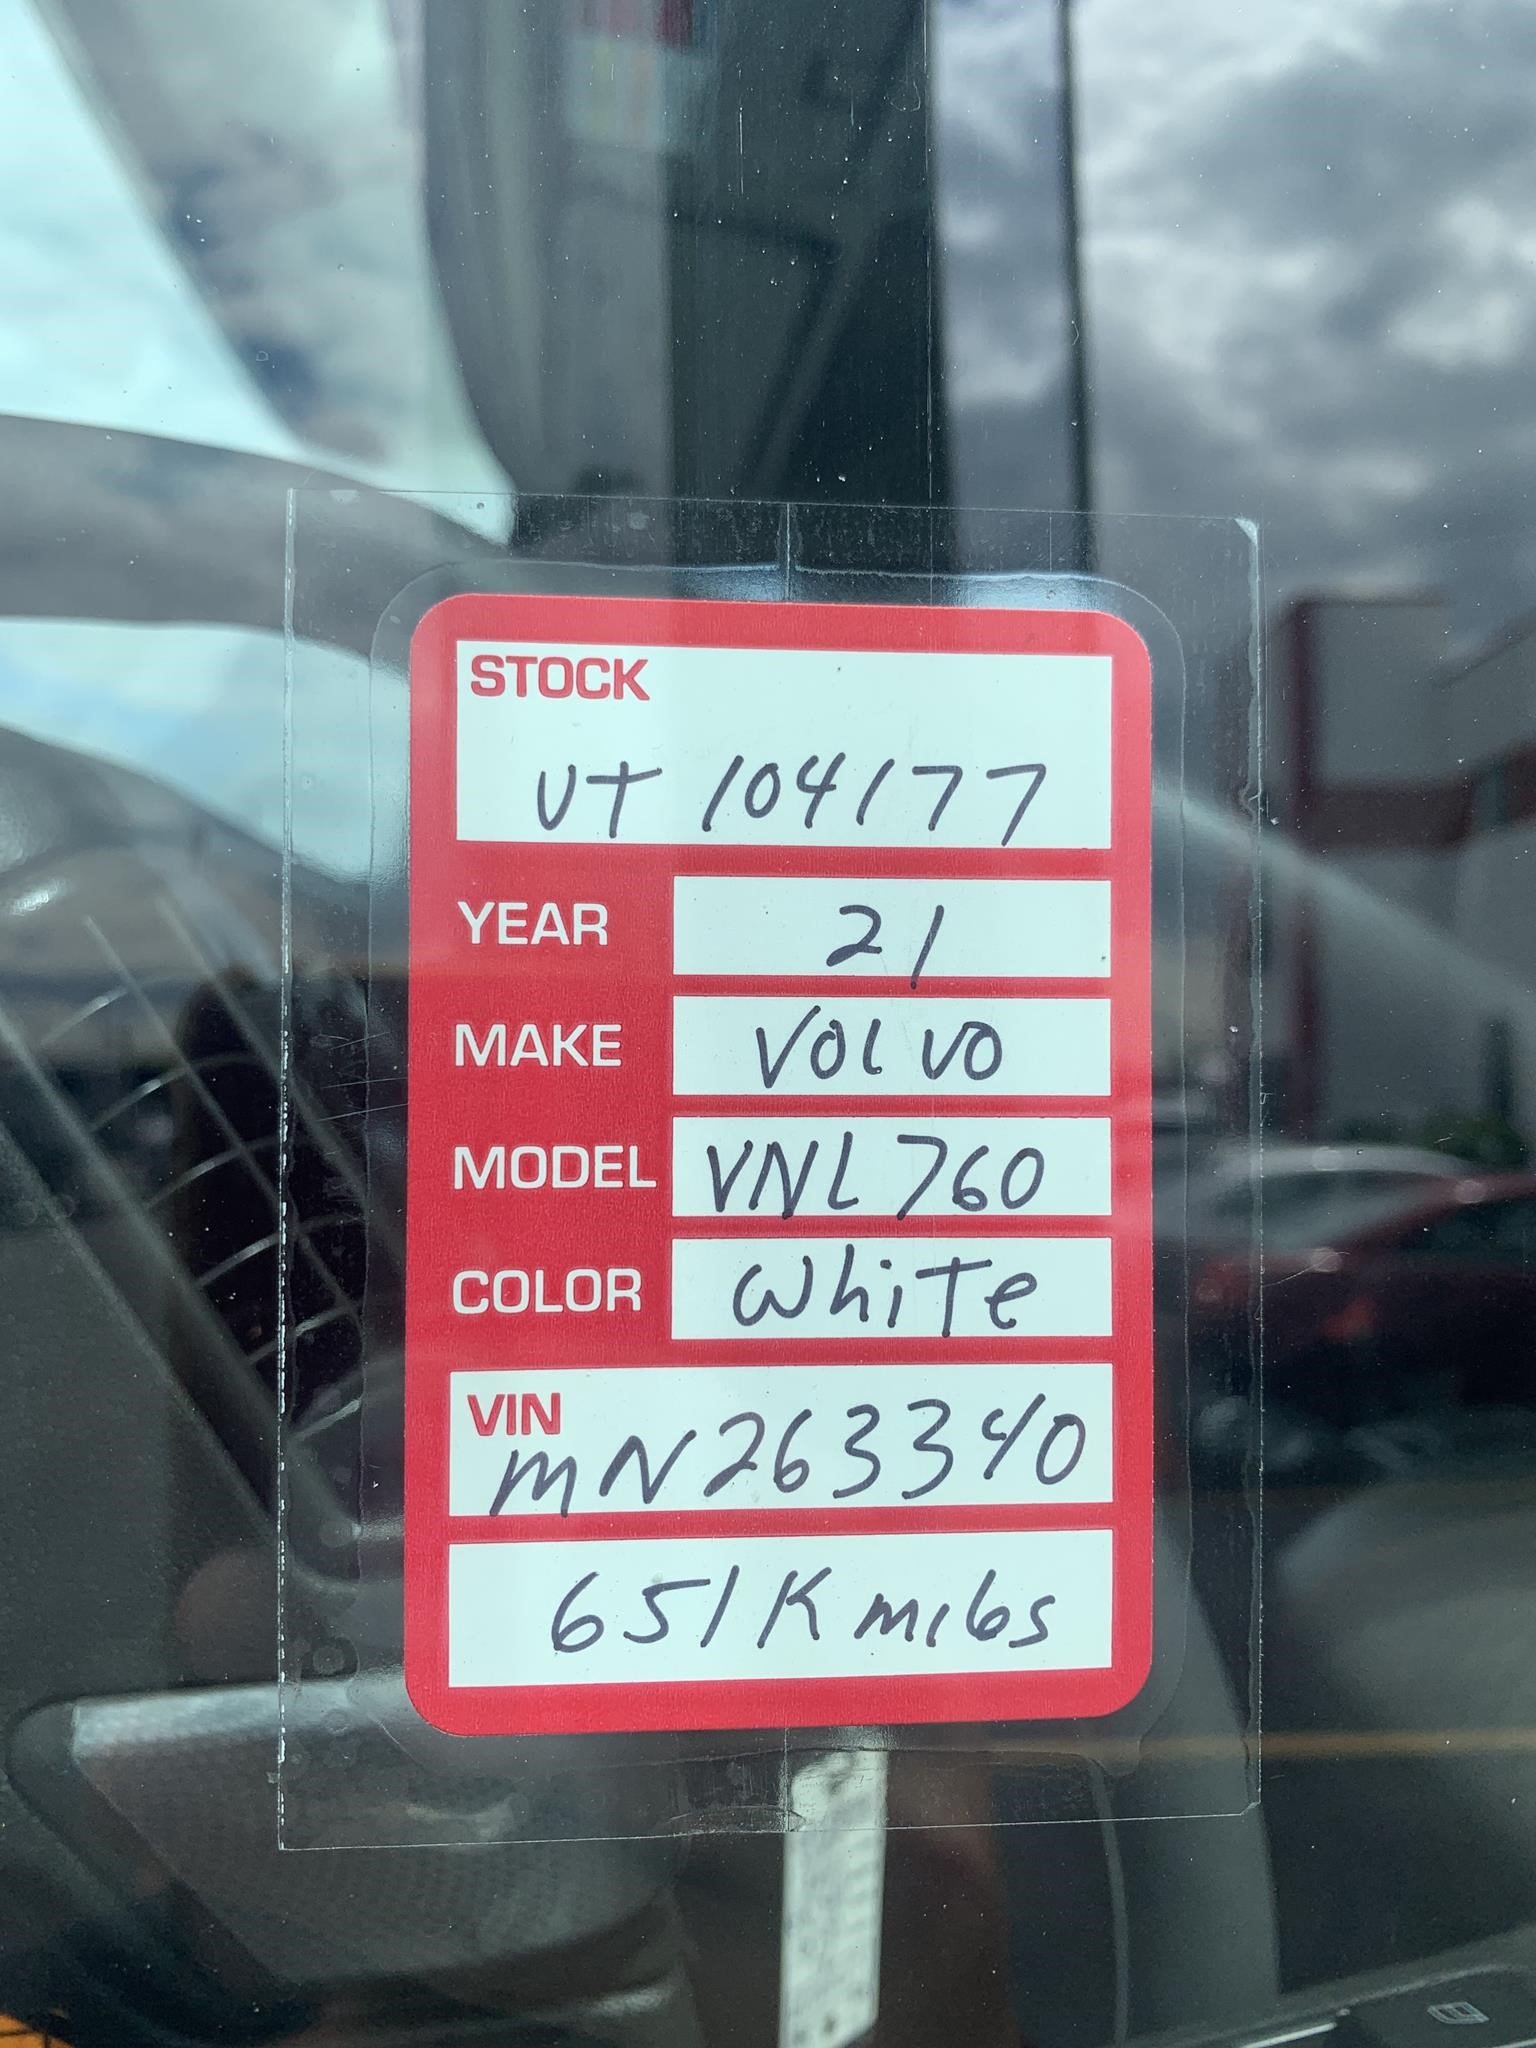 STOCK
UT 104177
YEAR 21
MAKE VOLVO
MODEL VNL760
COLOR White
VIN
MN263340
651K miles